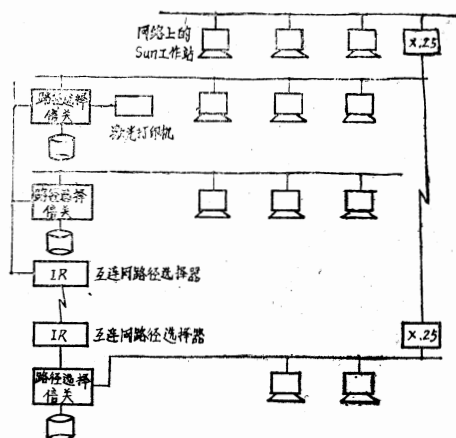 网络上的
Sun工作站
X.25
路径选择
信关
激光打印机
路径选择
信关
IR
互连网路径选择器
IR
互连网路径选择器
X.25
路径选择
信关